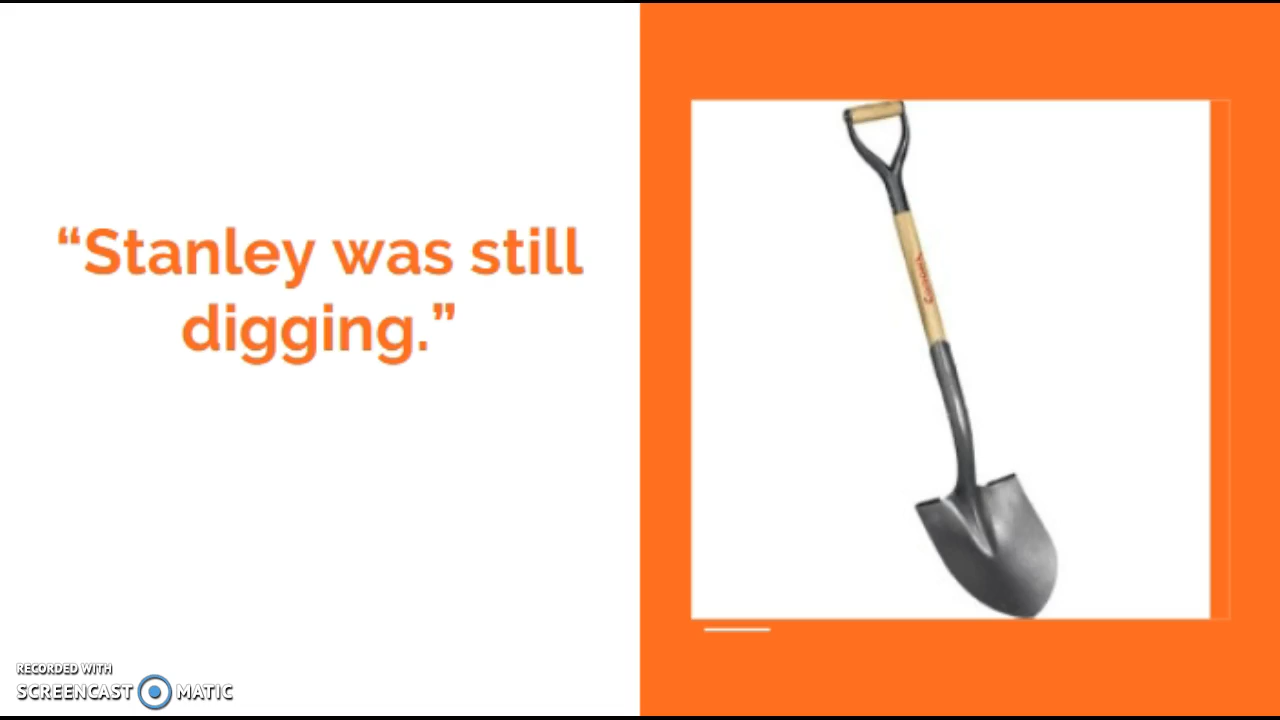 “Stanley was still
digging.”
RECORDED WITH
SCREENCAST MATIC